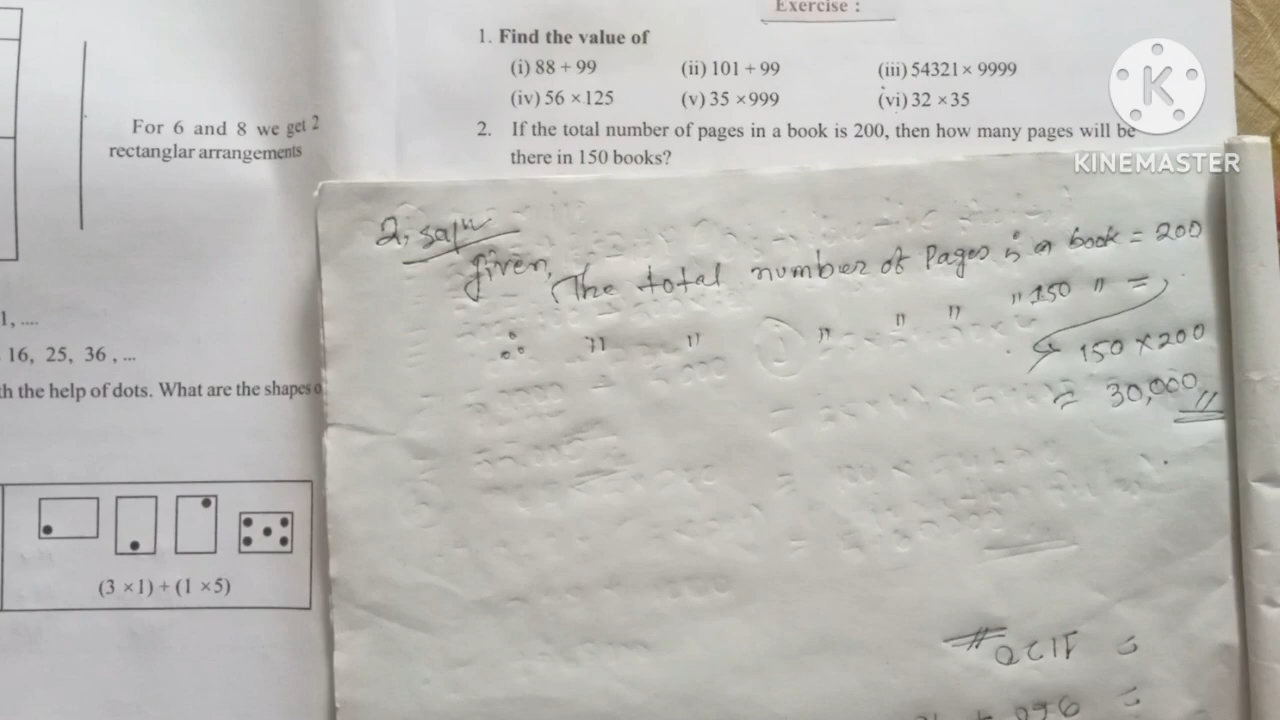 Exercise :
1. Find the value of
(i) 88 + 99 (ii) 101 + 99 (iii) 54321 × 9999
(iv) 56 × 125 (v) 35 × 999 (vi) 32 × 35
2. If the total number of pages in a book is 200, then how many pages will be
there in 150 books?
KINEMASTER
For 6 and 8 we get 2
rectanglar arrangements
1, ....
16, 25, 36 , ...
th the help of dots. What are the shapes o
(3 × 1) + (1 × 5)
2, soln
given, The total number of Pages is a book = 200
∴ " " " " " " 150 " =
150 × 200
= 30,000 //
= 1120